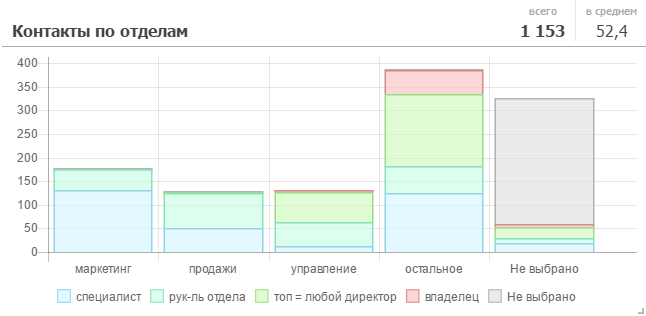 всего в среднем
Контакты по отделам 1 153 52,4
400
350
300
250
200
150
100
50
0
маркетинг продажи управление остальное Не выбрано
специалист рук-ль отдела топ = любой директор владелец Не выбрано